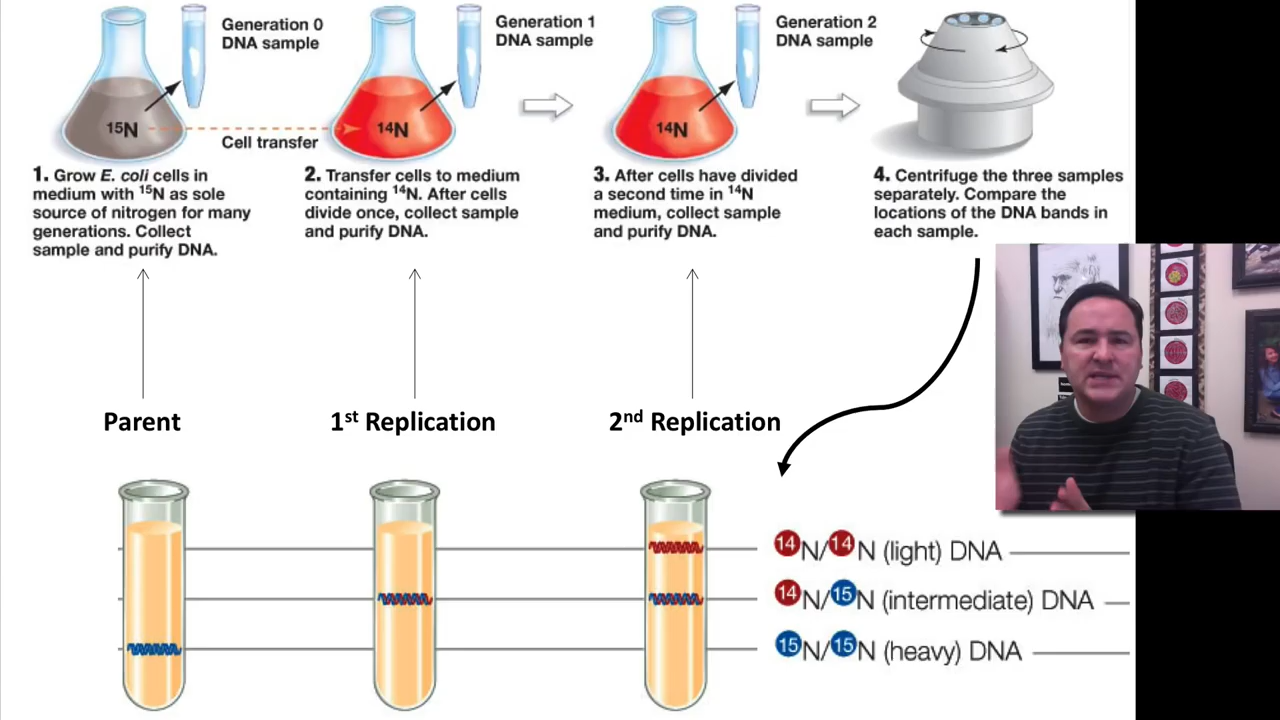 Generation 0
DNA sample
Generation 1
DNA sample
Generation 2
DNA sample
¹⁵N
¹⁴N
¹⁴N
Cell transfer
1. Grow E. coli cells in
medium with ¹⁵N as sole
source of nitrogen for many
generations. Collect
sample and purify DNA.
2. Transfer cells to medium
containing ¹⁴N. After cells
divide once, collect sample
and purify DNA.
3. After cells have divided
a second time in ¹⁴N
medium, collect sample
and purify DNA.
4. Centrifuge the three samples
separately. Compare the
locations of the DNA bands in
each sample.
Parent
1st Replication
2nd Replication
14N/14N (light) DNA
14N/15N (intermediate) DNA
15N/15N (heavy) DNA